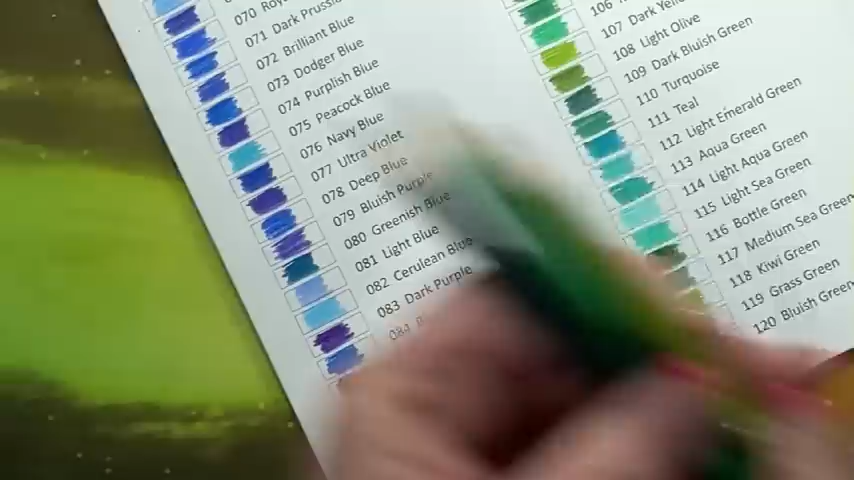 070
071 Dark
072 Brilliant Blue
073 Dodger Blue
074 Purplish Blue
075 Peacock Blue
076 Navy Blue
077 Ultra Violet
078 Deep Blue
079 Bluish Purple
080 Greenish Blue
081 Light Blue
082 Cerulean Blue
083 Dark Purple
084
106
107 Dark
108 Light Olive
109 Dark Bluish Green
110 Turquoise
111 Teal
112 Light Emerald Green
113 Aqua Green
114 Light Aqua Green
115 Light Sea Green
116 Bottle Green
117 Medium Sea Green
118 Kiwi Green
119 Grass Green
120 Bluish Green